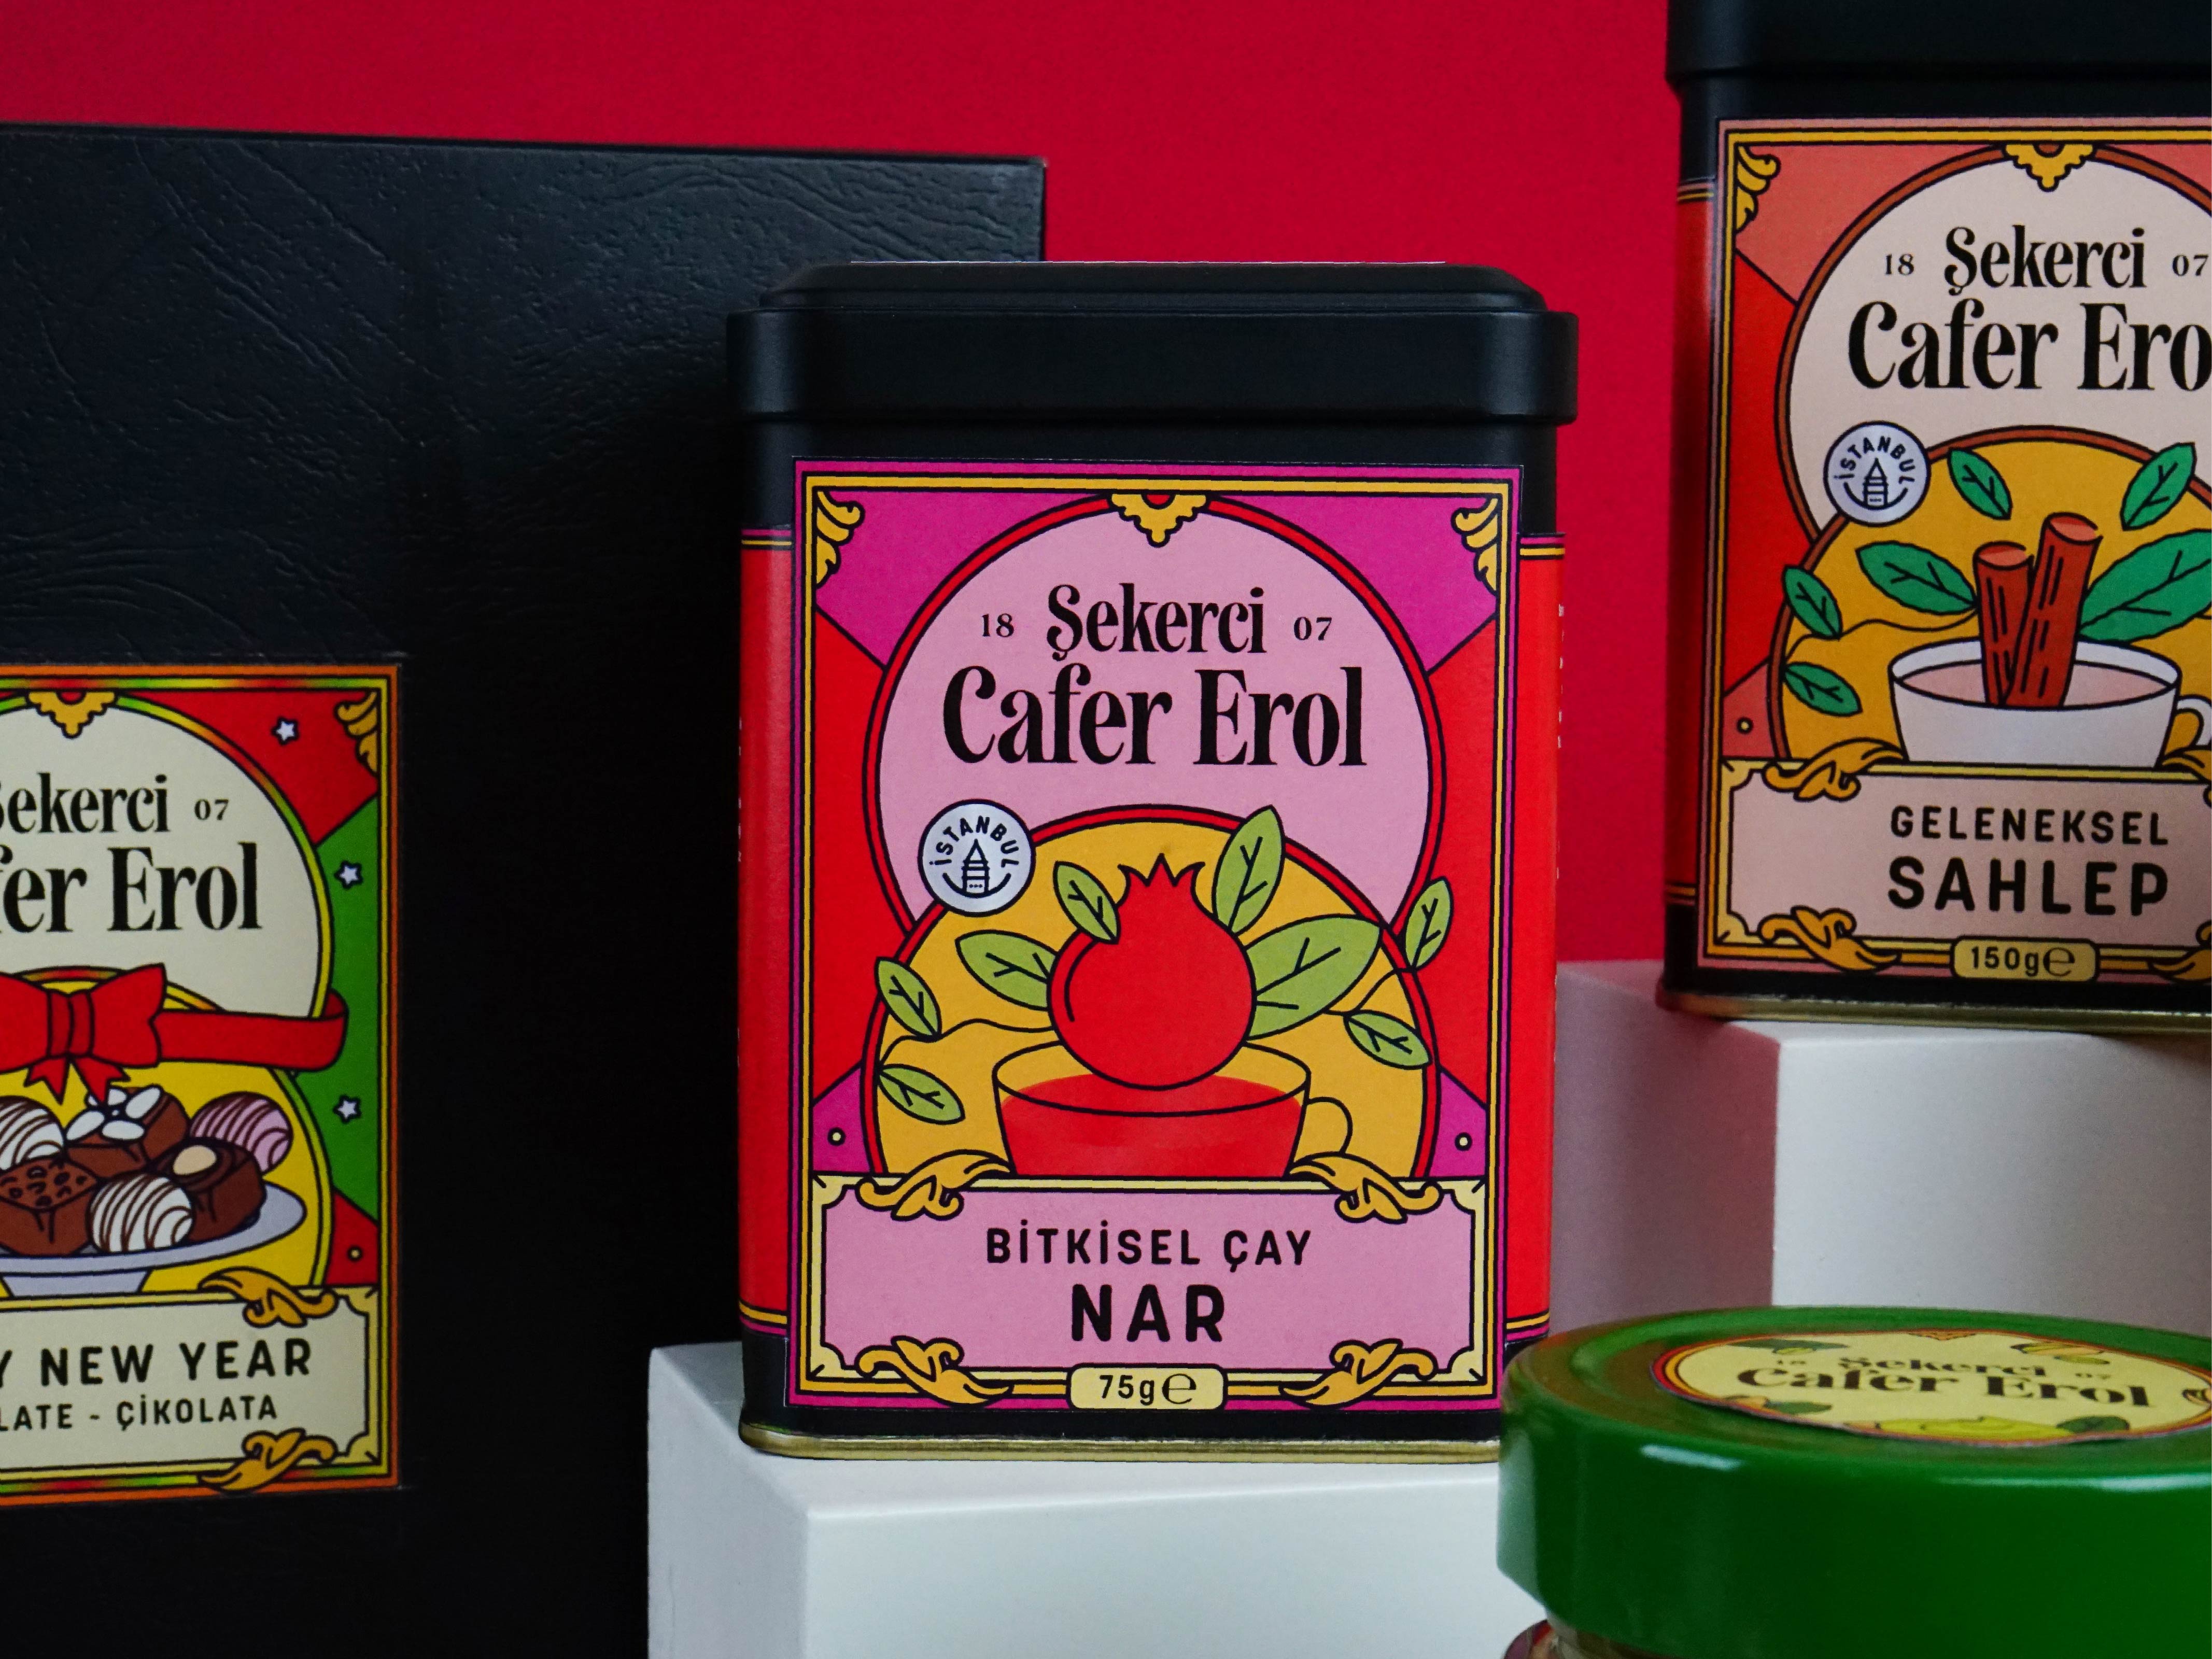 18 Şekerci 07
Cafer Erol
İSTANBUL
BİTKİSEL ÇAY
NAR
75g℮
18 Şekerci 07
Cafer Ero
İSTANBUL
GELENEKSEL
SAHLEP
150g℮
Şekerci 07
fer Erol
Y NEW YEAR
LATE - ÇİKOLATA
18 Şekerci 07
Cafer Erol